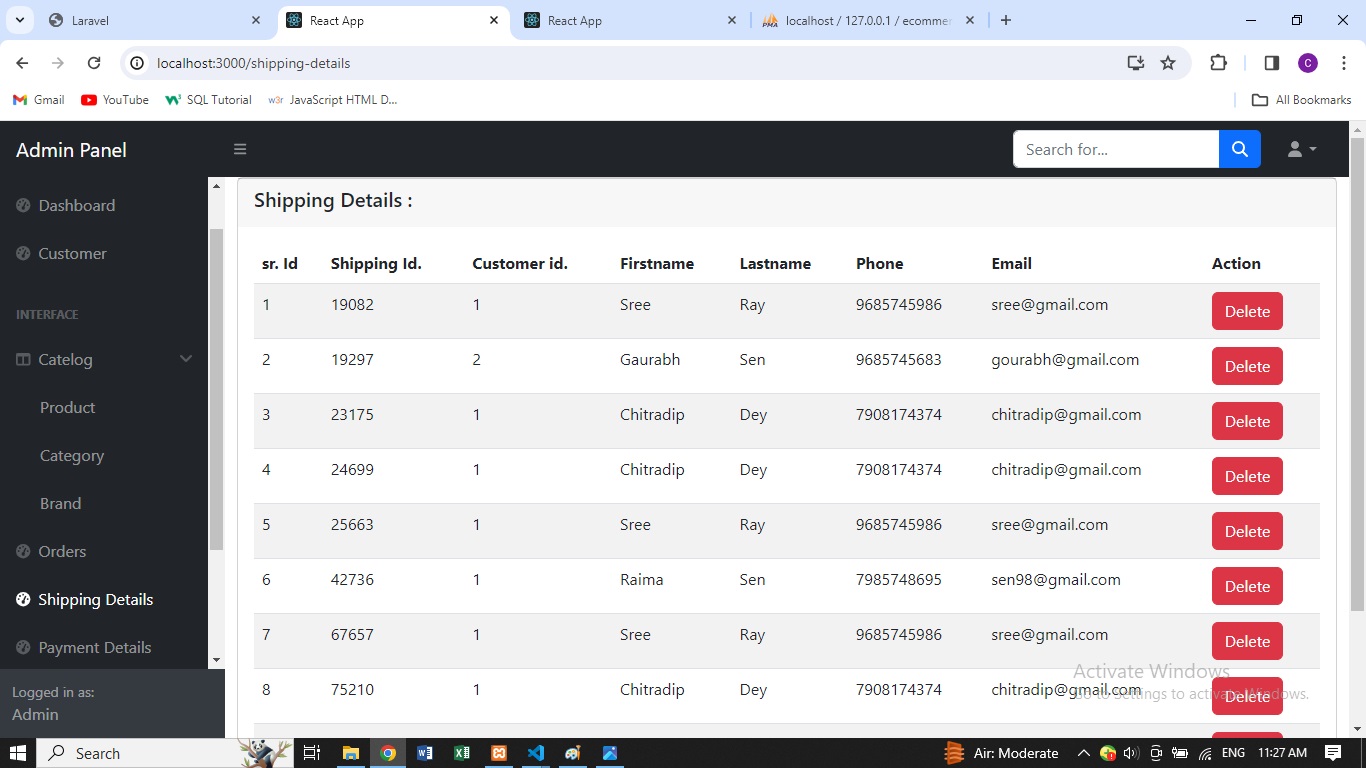 Laravel
React App
React App
localhost / 127.0.0.1 / ecomme
localhost:3000/shipping-details
C
Gmail
YouTube
SQL Tutorial
JavaScript HTML D...
All Bookmarks
Admin Panel
Search for...
Dashboard
Customer
INTERFACE
Catelog
Product
Category
Brand
Orders
Shipping Details
Payment Details
Logged in as:
Admin
Shipping Details :
sr. Id Shipping Id. Customer id. Firstname Lastname Phone Email Action
1 19082 1 Sree Ray 9685745986 sree@gmail.com Delete
2 19297 2 Gaurabh Sen 9685745683 gourabh@gmail.com Delete
3 23175 1 Chitradip Dey 7908174374 chitradip@gmail.com Delete
4 24699 1 Chitradip Dey 7908174374 chitradip@gmail.com Delete
5 25663 1 Sree Ray 9685745986 sree@gmail.com Delete
6 42736 1 Raima Sen 7985748695 sen98@gmail.com Delete
7 67657 1 Sree Ray 9685745986 sree@gmail.com Delete
8 75210 1 Chitradip Dey 7908174374 chitradip@gmail.com Delete
Activate Windows
Go to Settings to activate Windows.
Search
Air: Moderate
ENG
11:27 AM